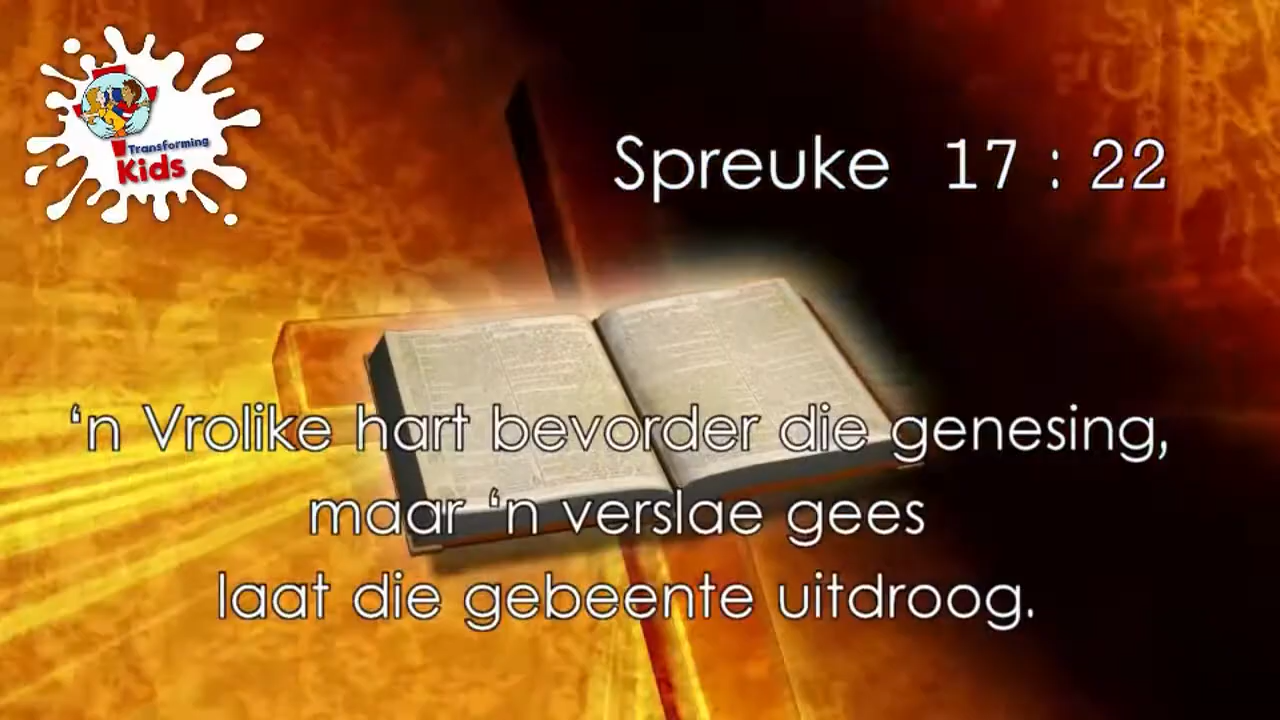 Transforming
Kids
Spreuke 17 : 22
‘n Vrolike hart bevorder die genesing,
maar ‘n verslae gees
laat die gebeente uitdroog.